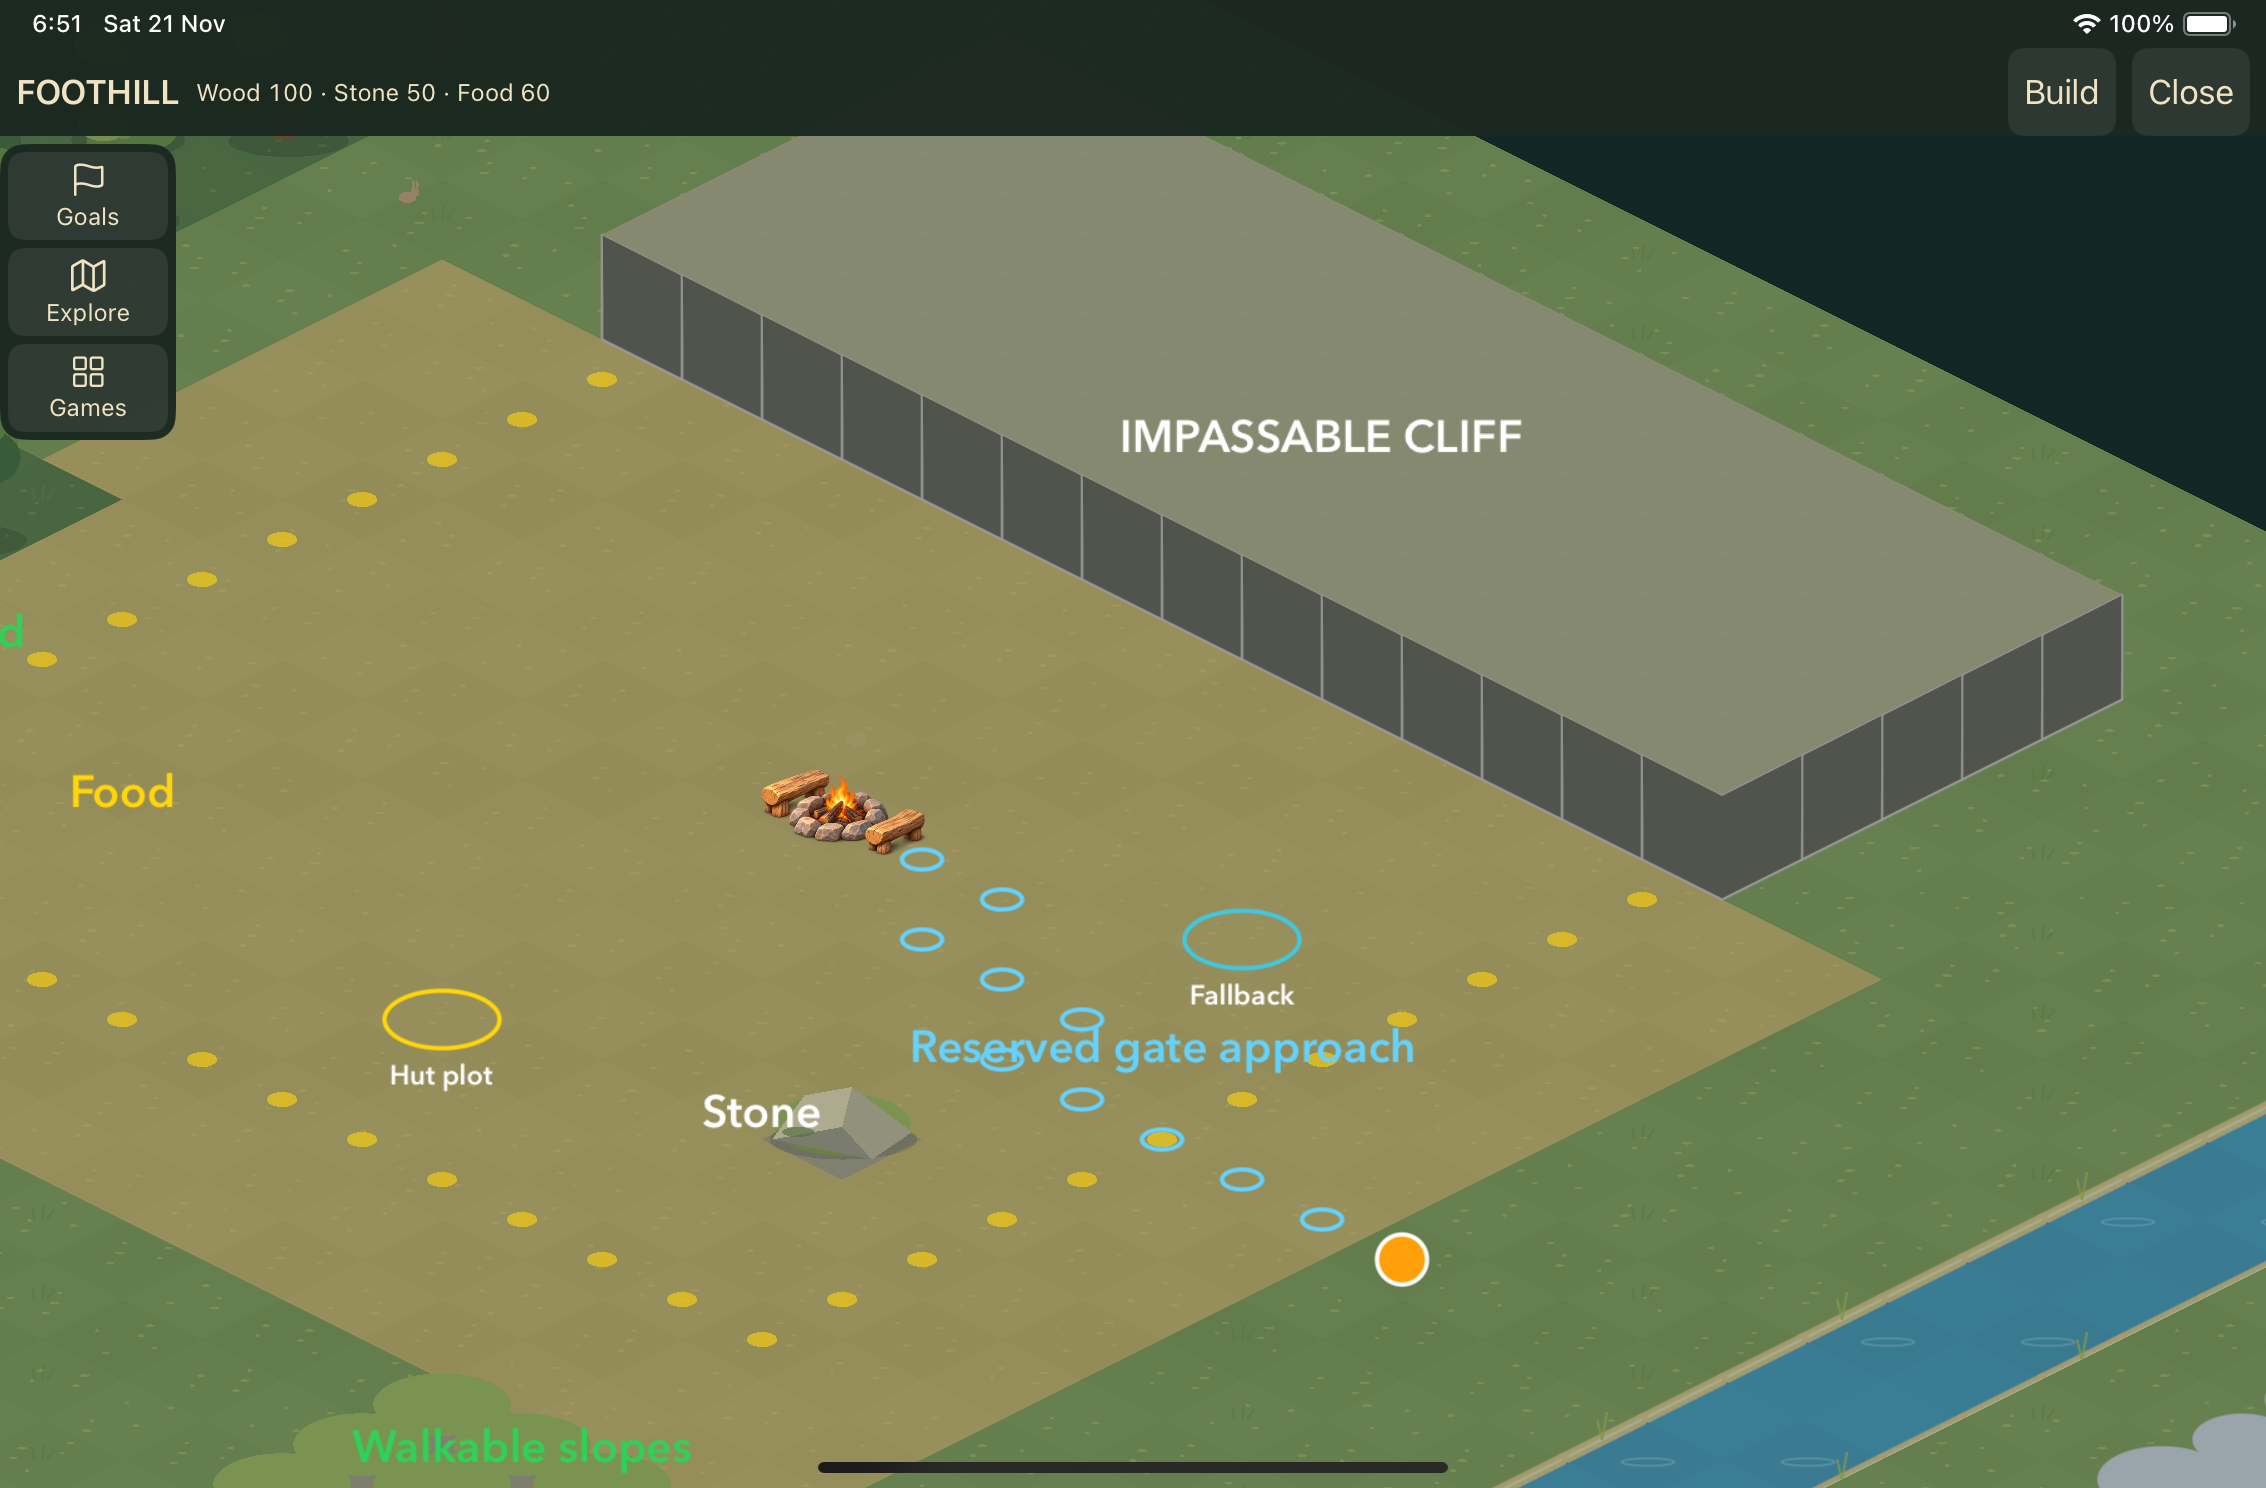 6:51 Sat 21 Nov
100%
FOOTHILL Wood 100 · Stone 50 · Food 60
Build
Close
Goals
Explore
Games
IMPASSABLE CLIFF
d
Food
Fallback
Reserved gate approach
Hut plot
Stone
Walkable slopes